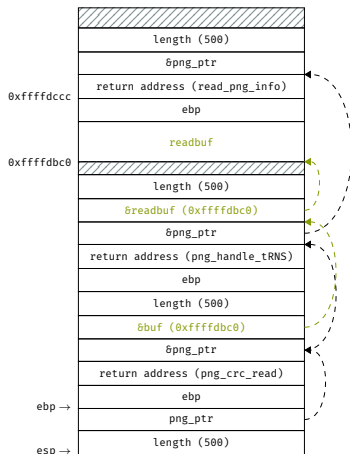 length (500)
&png_ptr
return address (read_png_info)
0xffffdccc
ebp
readbuf
0xffffdbc0
length (500)
&readbuf (0xffffdbc0)
&png_ptr
return address (png_handle_tRNS)
ebp
length (500)
&buf (0xffffdbc0)
&png_ptr
return address (png_crc_read)
ebp
ebp →
png_ptr
length (500)
esp →